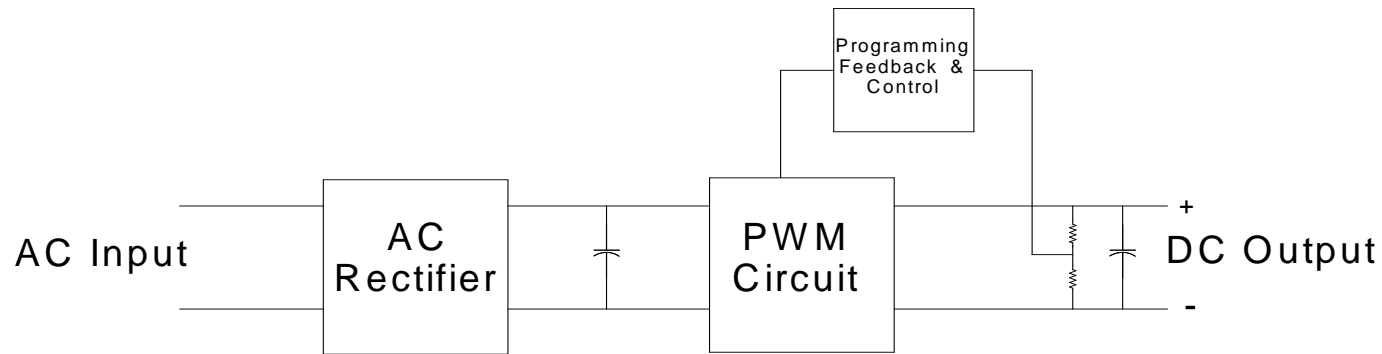 Programming
Feedback &
Control
AC Input
AC
Rectifier
PWM
Circuit
+
DC Output
-